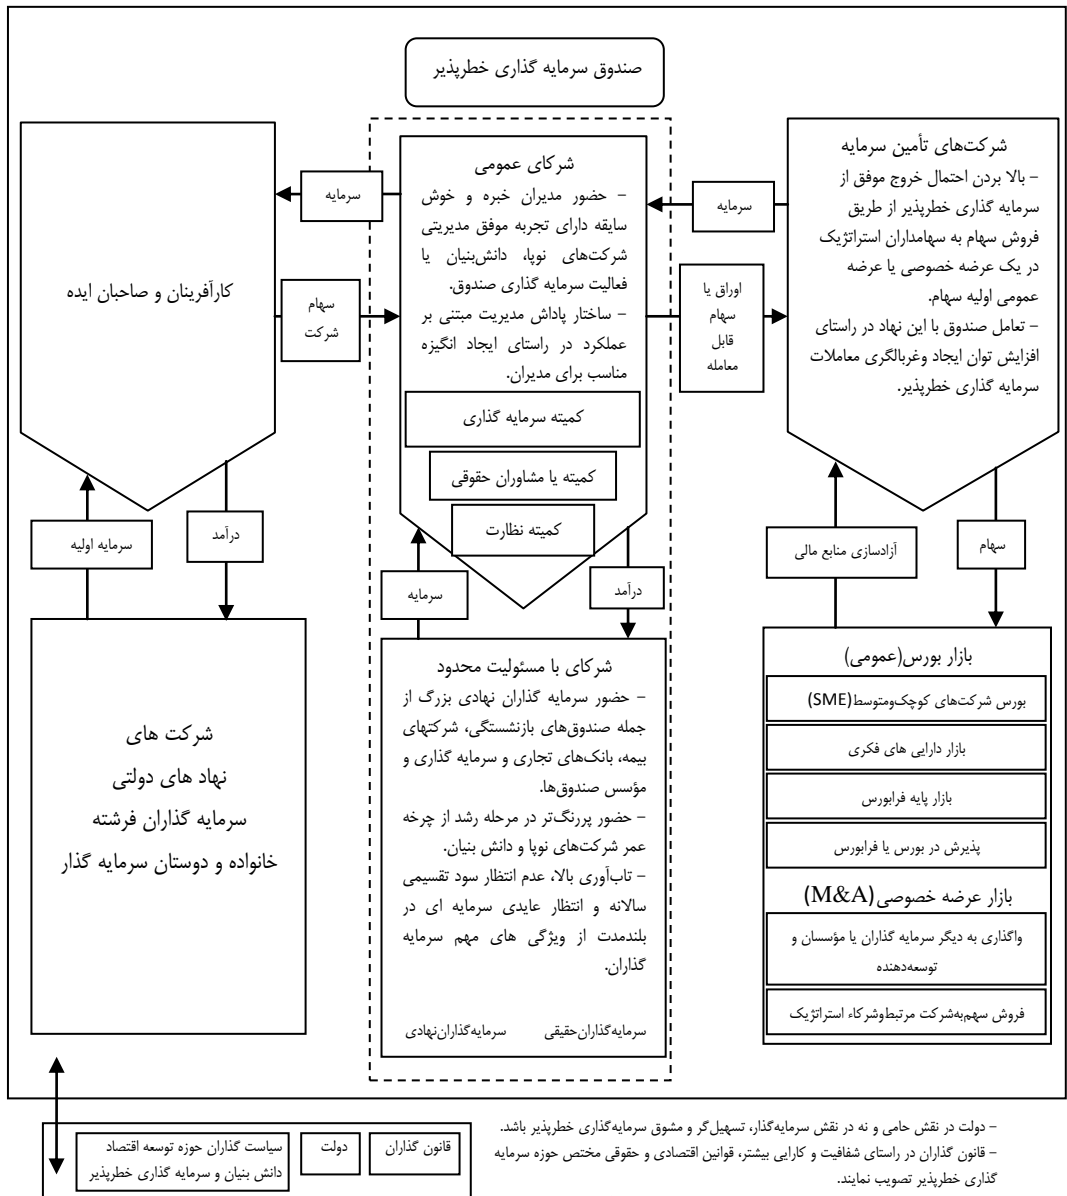 صندوق سرمایه گذاری خطرپذیر
شرکت‌های تأمین سرمایه
- بالا بردن احتمال خروج موفق از
سرمایه گذاری خطرپذیر از طریق
فروش سهام به سهامداران استراتژیک
در یک عرضه خصوصی یا عرضه
عمومی اولیه سهام.
- تعامل صندوق با این نهاد در راستای
افزایش توان ایجاد وغربالگری معاملات
سرمایه گذاری خطرپذیر.
سرمایه
اوراق یا
سهام
قابل
معامله
شرکای عمومی
- حضور مدیران خبره و خوش
سابقه دارای تجربه موفق مدیریتی
شرکت‌های نوپا، دانش‌بنیان یا
فعالیت سرمایه گذاری صندوق.
- ساختار پاداش مدیریت مبتنی بر
عملکرد در راستای ایجاد انگیزه
مناسب برای مدیران.
کمیته سرمایه گذاری
کمیته یا مشاوران حقوقی
کمیته نظارت
سرمایه
سهام
شرکت
کارآفرینان و صاحبان ایده
سهام
آزادسازی منابع مالی
درآمد
سرمایه
درآمد
سرمایه اولیه
بازار بورس(عمومی)
بورس شرکت‌های کوچک‌ومتوسط(SME)
بازار دارایی های فکری
بازار پایه فرابورس
پذیرش در بورس یا فرابورس
بازار عرضه خصوصی(M&A)
واگذاری به دیگر سرمایه گذاران یا مؤسسان و
توسعه‌دهنده
فروش سهم‌به‌شرکت مرتبط‌وشرکاء استراتژیک
شرکای با مسئولیت محدود
- حضور سرمایه گذاران نهادی بزرگ از
جمله صندوق‌های بازنشستگی، شرکتهای
بیمه، بانک‌های تجاری و سرمایه گذاری و
مؤسس صندوق‌ها.
- حضور پررنگ‌تر در مرحله رشد از چرخه
عمر شرکت‌های نوپا و دانش بنیان.
- تاب‌آوری بالا، عدم انتظار سود تقسیمی
سالانه و انتظار عایدی سرمایه ای در
بلندمدت از ویژگی های مهم سرمایه
گذاران.
سرمایه‌گذاران‌حقیقی سرمایه‌گذاران‌نهادی
شرکت های
نهاد های دولتی
سرمایه گذاران فرشته
خانواده و دوستان سرمایه گذار
- دولت در نقش حامی و نه در نقش سرمایه‌گذار، تسهیل‌گر و مشوق سرمایه‌گذاری خطرپذیر باشد.
- قانون گذاران در راستای شفافیت و کارایی بیشتر، قوانین اقتصادی و حقوقی مختص حوزه سرمایه
گذاری خطرپذیر تصویب نمایند.
قانون گذاران
دولت
سیاست گذاران حوزه توسعه اقتصاد
دانش بنیان و سرمایه گذاری خطرپذیر